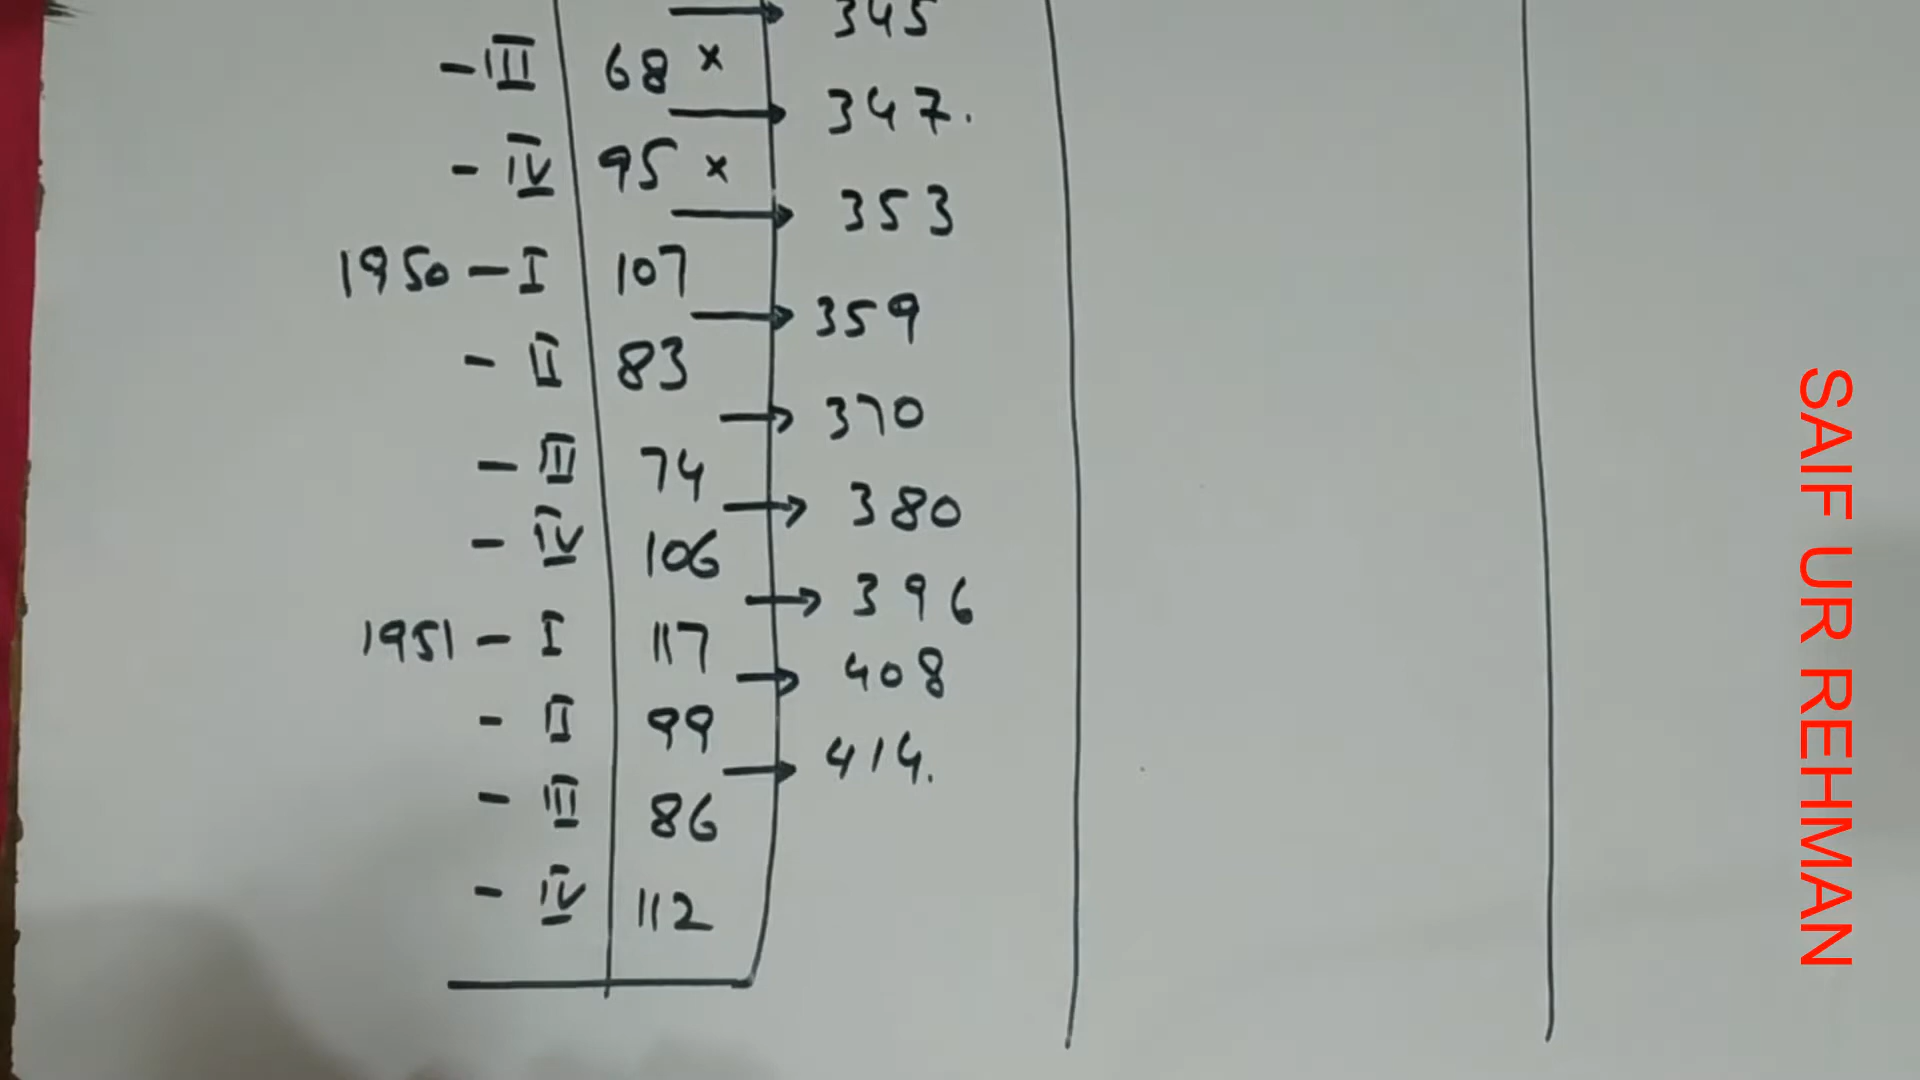 345
- III 68 ×
347.
- IV 95 ×
353
1950 - I 107
359
- II 83
370
- III 74
380
- IV 106
396
1951 - I 117
408
- II 99
414.
- III 86
- IV 112
SAIF UR REHMAN